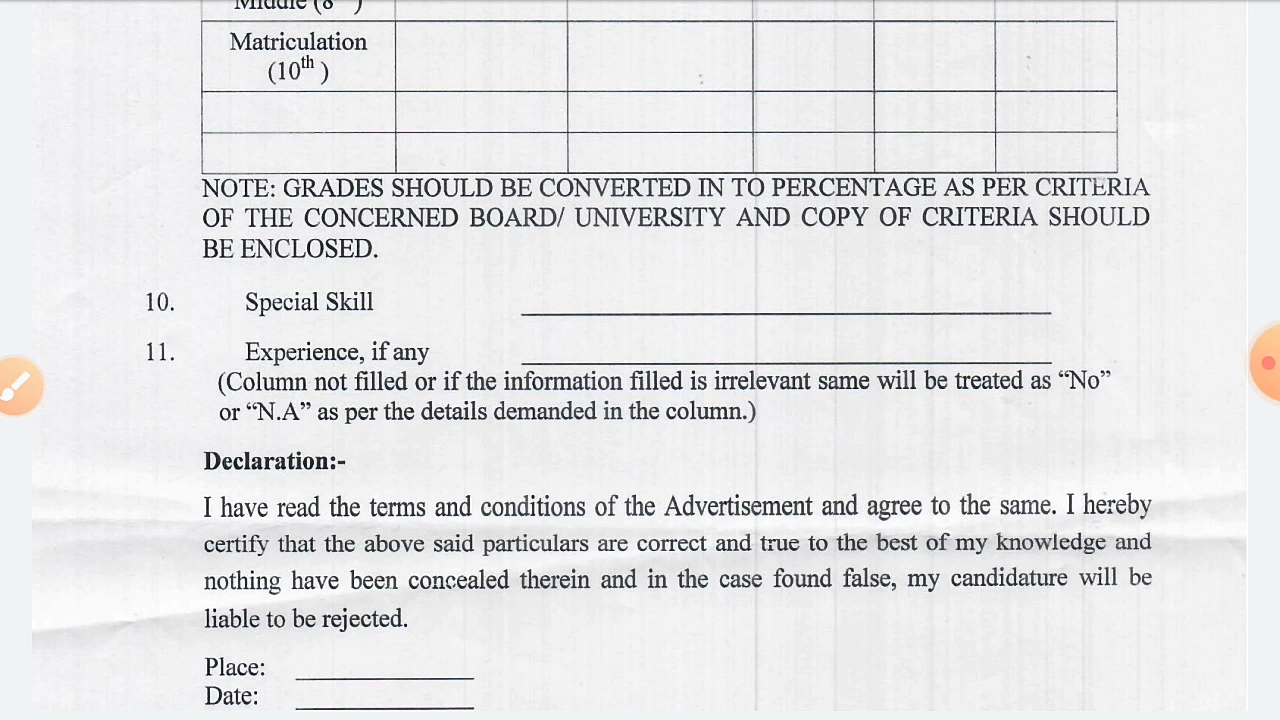 Middle (8th)
Matriculation
(10th )
NOTE: GRADES SHOULD BE CONVERTED IN TO PERCENTAGE AS PER CRITERIA
OF THE CONCERNED BOARD/ UNIVERSITY AND COPY OF CRITERIA SHOULD
BE ENCLOSED.
10. Special Skill
11. Experience, if any
(Column not filled or if the information filled is irrelevant same will be treated as “No”
or “N.A” as per the details demanded in the column.)
Declaration:-
I have read the terms and conditions of the Advertisement and agree to the same. I hereby
certify that the above said particulars are correct and true to the best of my knowledge and
nothing have been concealed therein and in the case found false, my candidature will be
liable to be rejected.
Place:
Date: